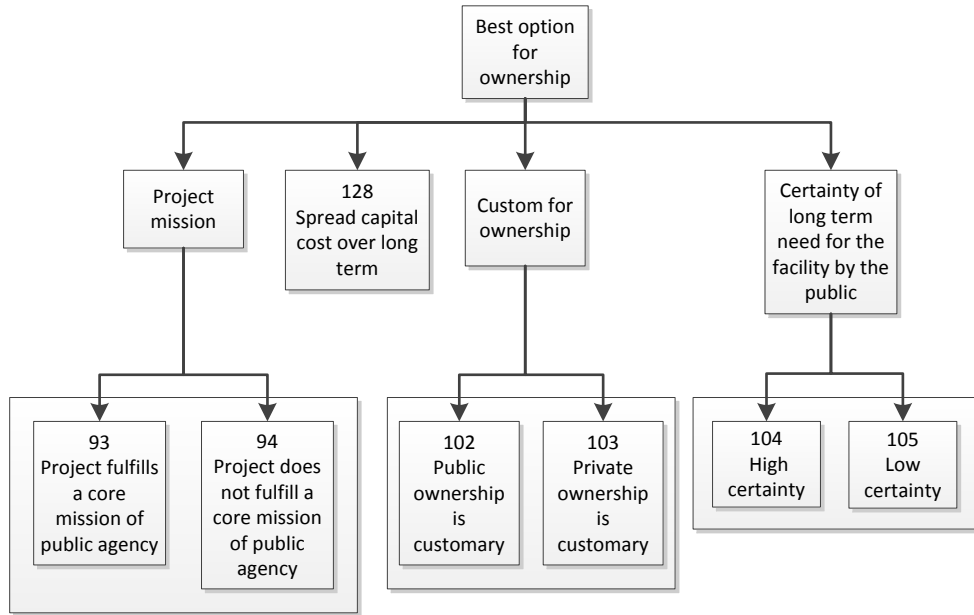 Best option
for
ownership
Project
mission
128
Spread capital
cost over long
term
Custom for
ownership
Certainty of
long term
need for the
facility by the
public
93
Project fulfills
a core
mission of
public agency
94
Project does
not fulfill a
core mission
of public
agency
102
Public
ownership
is
customary
103
Private
ownership
is
customary
104
High
certainty
105
Low
certainty